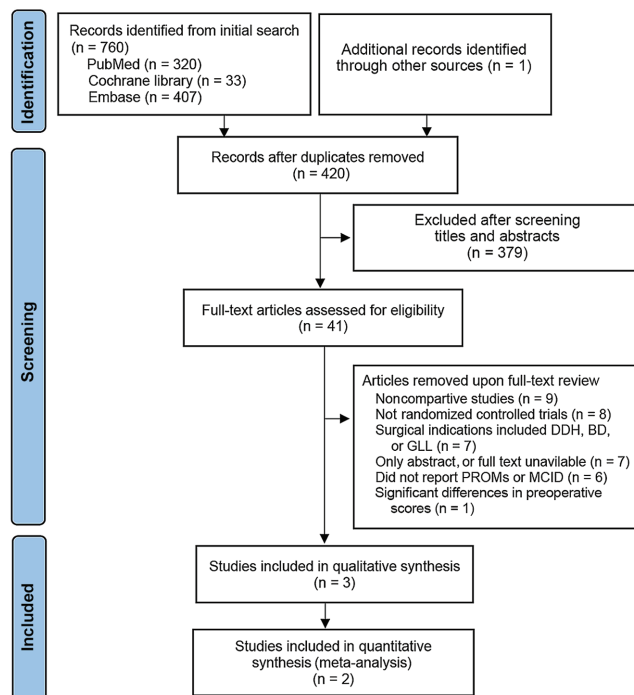 Identification
Records identified from initial search
(n = 760)
PubMed (n = 320)
Cochrane library (n = 33)
Embase (n = 407)
Additional records identified
through other sources (n = 1)
Screening
Records after duplicates removed
(n = 420)
Excluded after screening
titles and abstracts
(n = 379)
Full-text articles assessed for eligibility
(n = 41)
Articles removed upon full-text review
Noncompartive studies (n = 9)
Not randomized controlled trials (n = 8)
Surgical indications included DDH, BD,
or GLL (n = 7)
Only abstract, or full text unavilable (n = 7)
Did not report PROMs or MCID (n = 6)
Significant differences in preoperative
scores (n = 1)
Included
Studies included in qualitative synthesis
(n = 3)
Studies included in quantitative
synthesis (meta-analysis)
(n = 2)